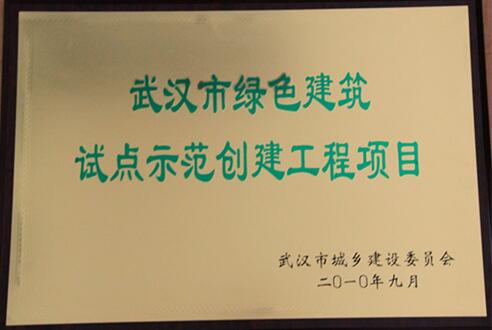 武汉市绿色建筑
试点示范创建工程项目
武汉市城乡建设委员会
二〇一〇年九月